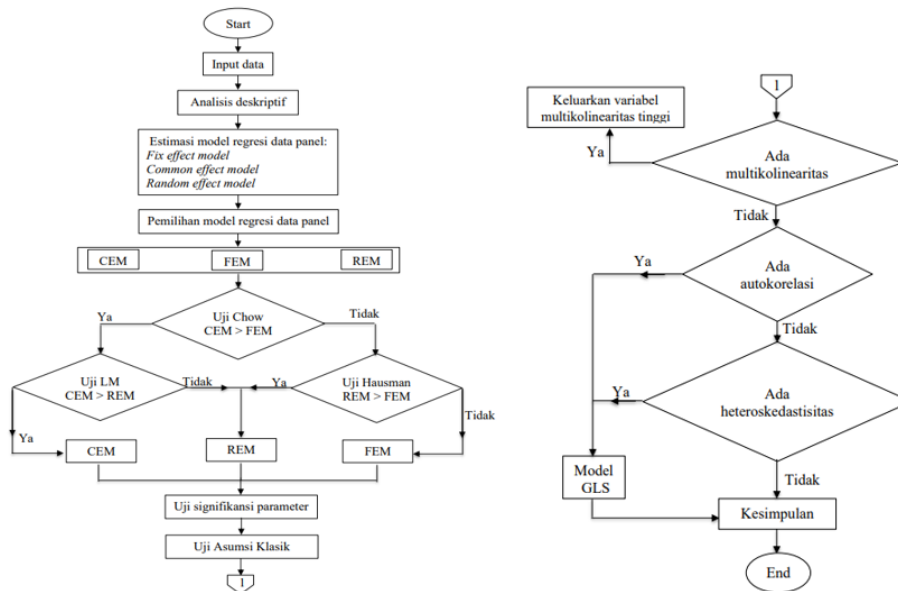 Start
Input data
Analisis deskriptif
Estimasi model regresi data panel:
Fix effect model
Common effect model
Random effect model
Pemilihan model regresi data panel
CEM
FEM
REM
Uji Chow
CEM > FEM
Ya
Tidak
Uji LM
CEM > REM
Tidak
Ya
Uji Hausman
REM > FEM
Ya
Tidak
CEM
REM
FEM
Uji signifikansi parameter
Uji Asumsi Klasik
1
1
Keluarkan variabel
multikolinearitas tinggi
Ya
Ada
multikolinearitas
Tidak
Ya
Ada
autokorelasi
Tidak
Ya
Ada
heteroskedastisitas
Tidak
Model
GLS
Kesimpulan
End